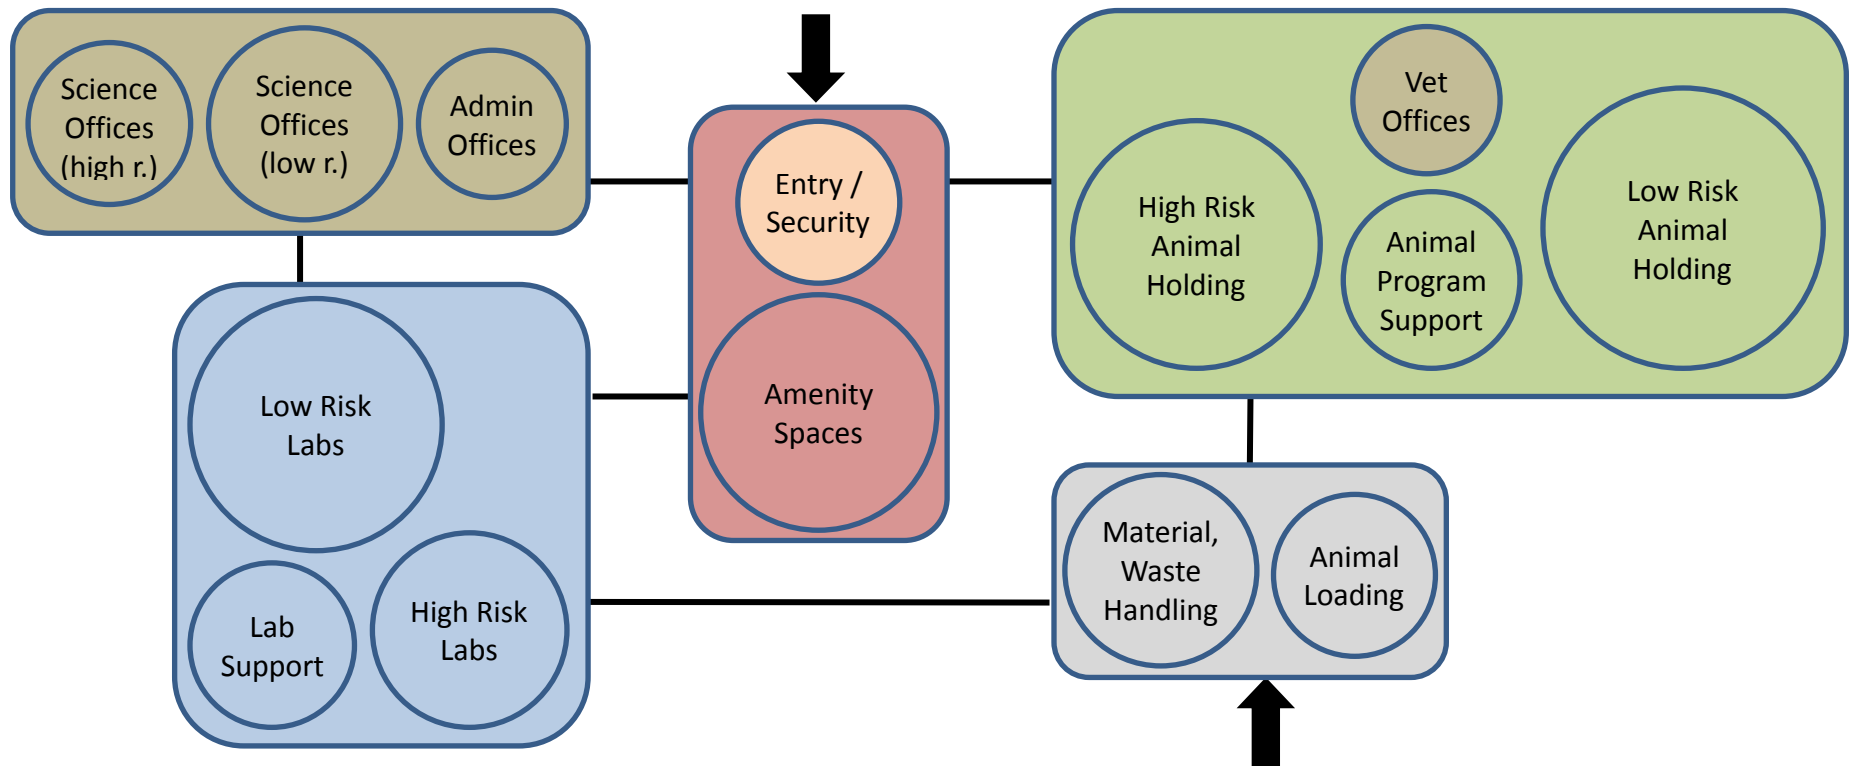 Science
Offices
(high r.)
Science
Offices
(low r.)
Admin
Offices
Entry /
Security
Amenity
Spaces
Vet
Offices
High Risk
Animal
Holding
Animal
Program
Support
Low Risk
Animal
Holding
Low Risk
Labs
Lab
Support
High Risk
Labs
Material,
Waste
Handling
Animal
Loading